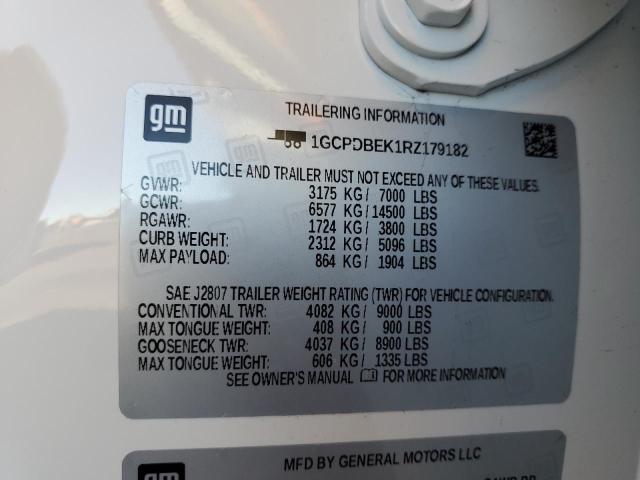 gm
TRAILERING INFORMATION
1GCPDBEK1RZ179182
VEHICLE AND TRAILER MUST NOT EXCEED ANY OF THESE VALUES.
GVWR: 3175 KG/ 7000 LBS
GCWR: 6577 KG/ 14500 LBS
RGAWR: 1724 KG/ 3800 LBS
CURB WEIGHT: 2312 KG/ 5096 LBS
MAX PAYLOAD: 864 KG/ 1904 LBS
SAE J2807 TRAILER WEIGHT RATING (TWR) FOR VEHICLE CONFIGURATION.
CONVENTIONAL TWR: 4082 KG/ 9000 LBS
MAX TONGUE WEIGHT: 408 KG/ 900 LBS
GOOSENECK TWR: 4037 KG/ 8900 LBS
MAX TONGUE WEIGHT: 606 KG/ 1335 LBS
SEE OWNER'S MANUAL FOR MORE INFORMATION
MFD BY GENERAL MOTORS LLC
gm